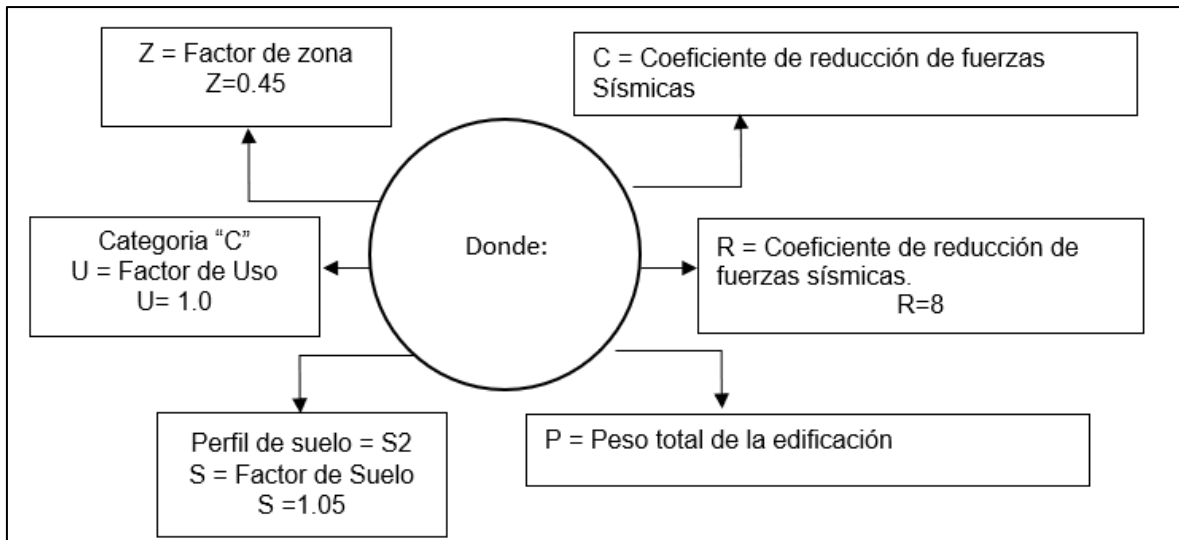 Z = Factor de zona
Z=0.45
C = Coeficiente de reducción de fuerzas
Sísmicas
Categoria “C”
U = Factor de Uso
U= 1.0
Donde:
R = Coeficiente de reducción de
fuerzas sísmicas.
R=8
Perfil de suelo = S2
S = Factor de Suelo
S =1.05
P = Peso total de la edificación